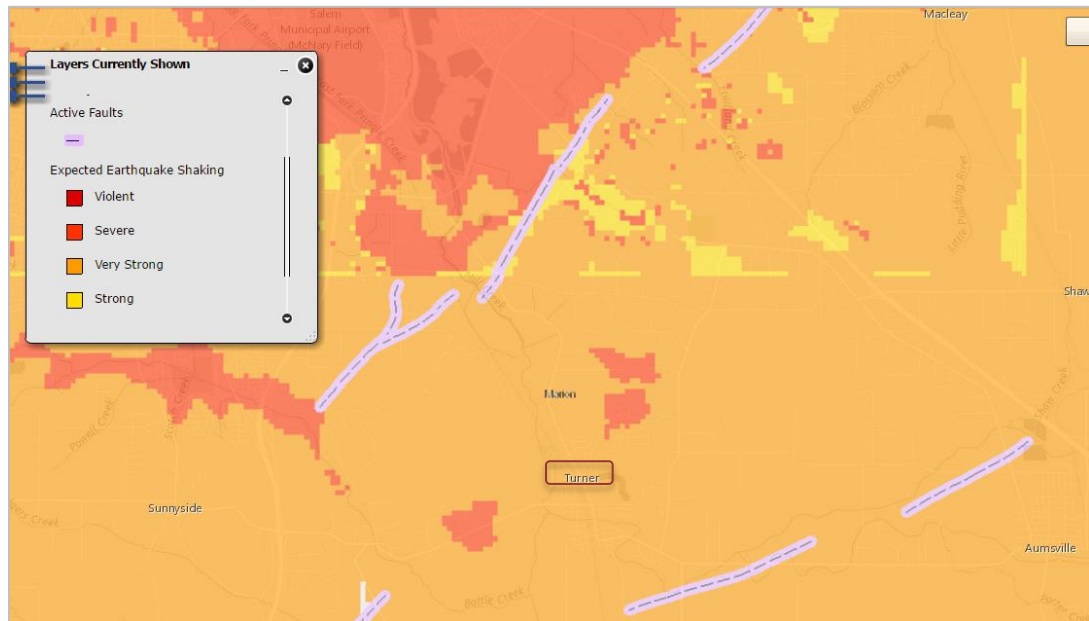 Salem
Municipal Airport
(McNary Field)
Macleay
Layers Currently Shown
Active Faults
Expected Earthquake Shaking
Violent
Severe
Very Strong
Strong
Shaw
Marion
Turner
Sunnyside
Aumsville
Powell Creek
Battle Creek
Shaw Creek
Little Pudding River